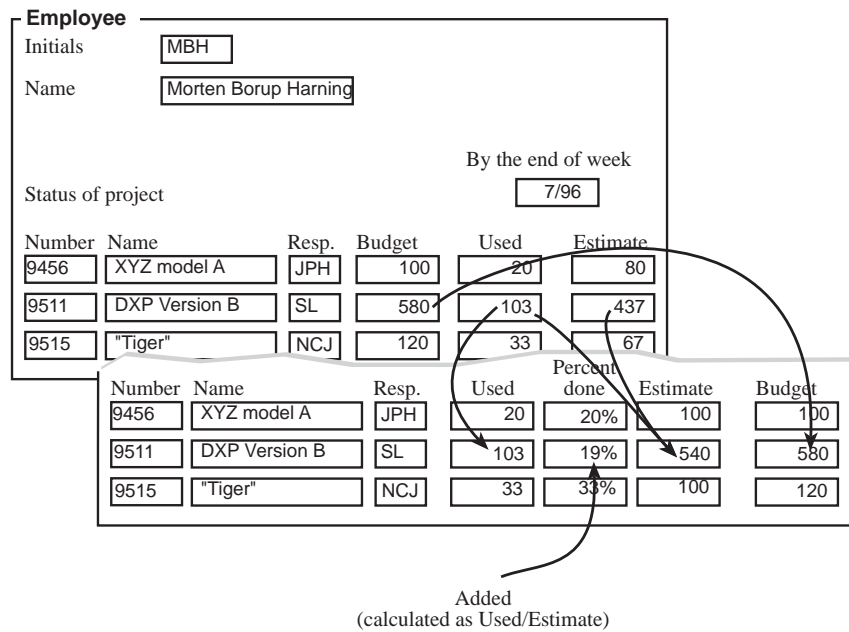 Employee
Initials MBH
Name Morten Borup Harning
By the end of week
Status of project 7/96
Number Name Resp. Budget Used Estimate
9456 XYZ model A JPH 100 20 80
9511 DXP Version B SL 580 103 437
9515 "Tiger" NCJ 120 33 67
Percent
Number Name Resp. Used done Estimate Budget
9456 XYZ model A JPH 20 20% 100 100
9511 DXP Version B SL 103 19% 540 580
9515 "Tiger" NCJ 33 33% 100 120
Added
(calculated as Used/Estimate)